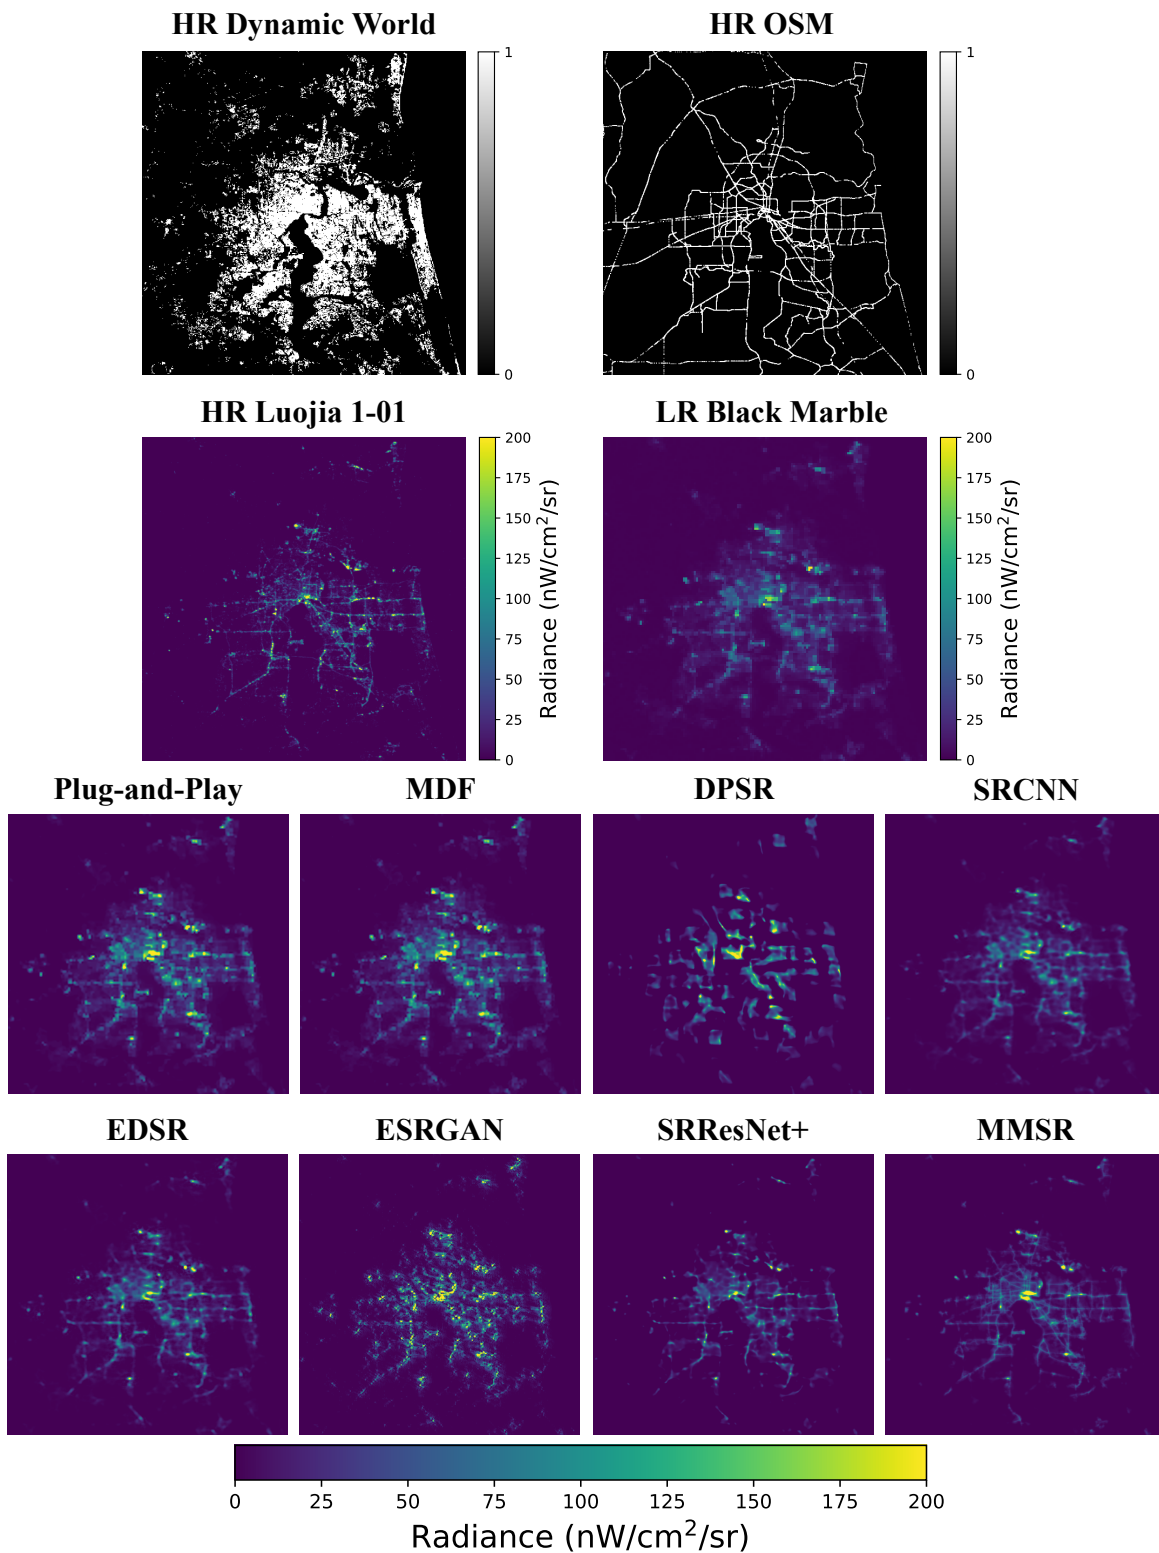 HR Dynamic World
HR OSM
1
0
1
0
HR Luojia 1-01
LR Black Marble
200
175
150
125
100
75
50
25
0
Radiance (nW/cm²/sr)
200
175
150
125
100
75
50
25
0
Radiance (nW/cm²/sr)
Plug-and-Play
MDF
DPSR
SRCNN
EDSR
ESRGAN
SRResNet+
MMSR
0 25 50 75 100 125 150 175 200
Radiance (nW/cm²/sr)